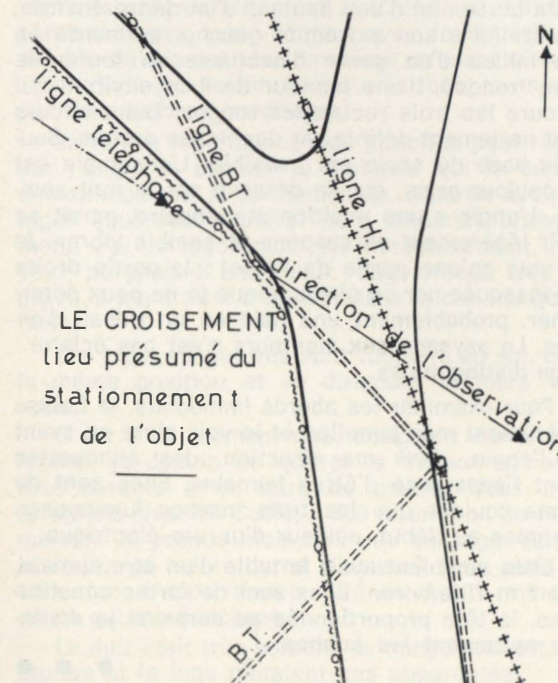 N
ligne téléphone
ligne BT
ligne H.T.
direction de l'observation
LE CROISEMENT
lieu présumé du
stationnement
de l'objet
B.T.